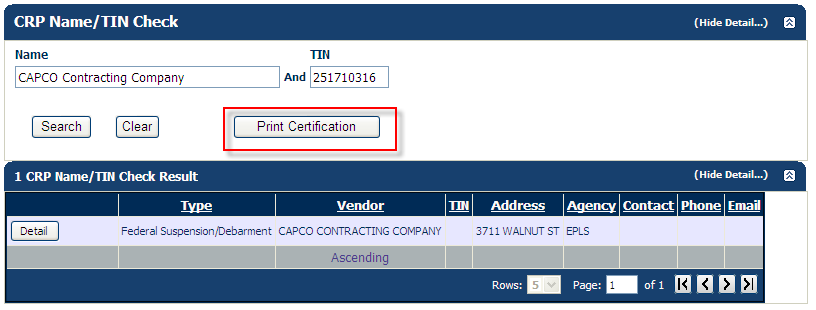 CRP Name/TIN Check (Hide Detail...)
Name TIN
CAPCO Contracting Company And 251710316
Search Clear Print Certification
1 CRP Name/TIN Check Result (Hide Detail...)
Type Vendor TIN Address Agency Contact Phone Email
Detail Federal Suspension/Debarment CAPCO CONTRACTING COMPANY 3711 WALNUT ST EPLS
Ascending
Rows: 5 Page: 1 of 1